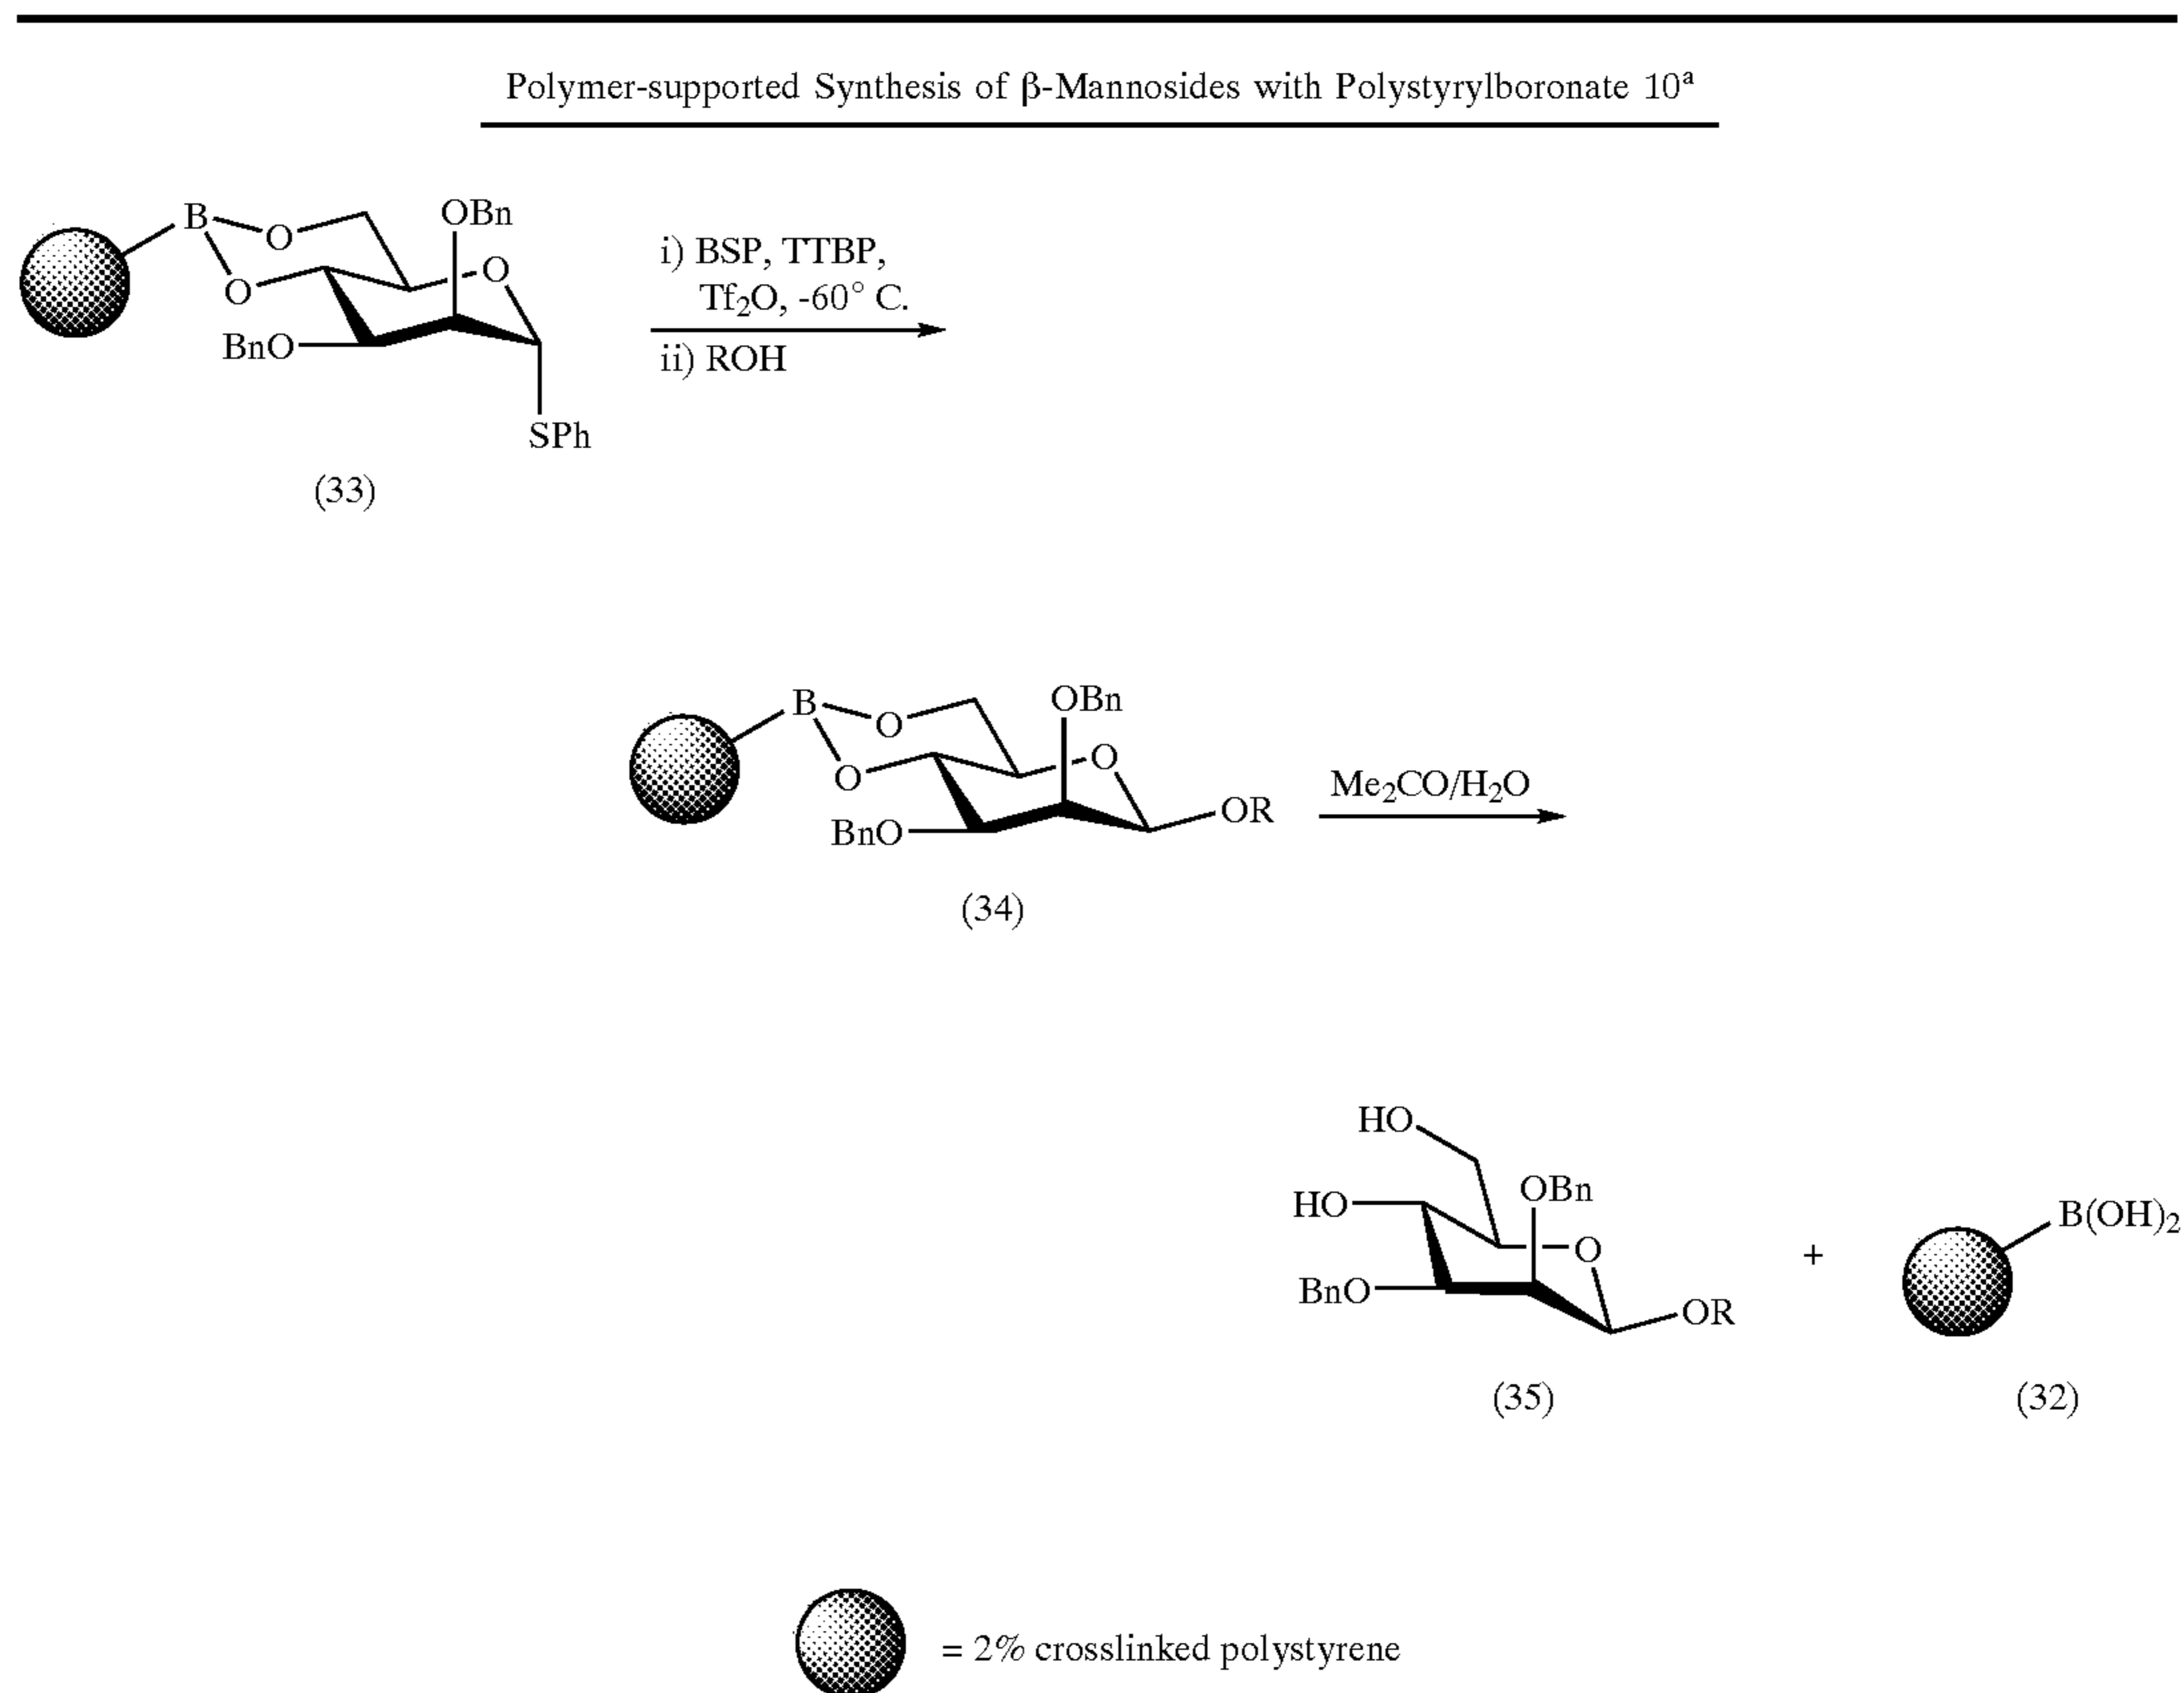 Polymer-supported Synthesis of β-Mannosides with Polystyrylboronate 10ᵃ
B
O
O
OBn
O
BnO
SPh
(33)
i) BSP, TTBP,
Tf₂O, -60° C.
ii) ROH
B
O
O
OBn
O
BnO
OR
(34)
Me₂CO/H₂O
HO
HO
OBn
O
BnO
OR
(35)
+
B(OH)₂
(32)
= 2% crosslinked polystyrene